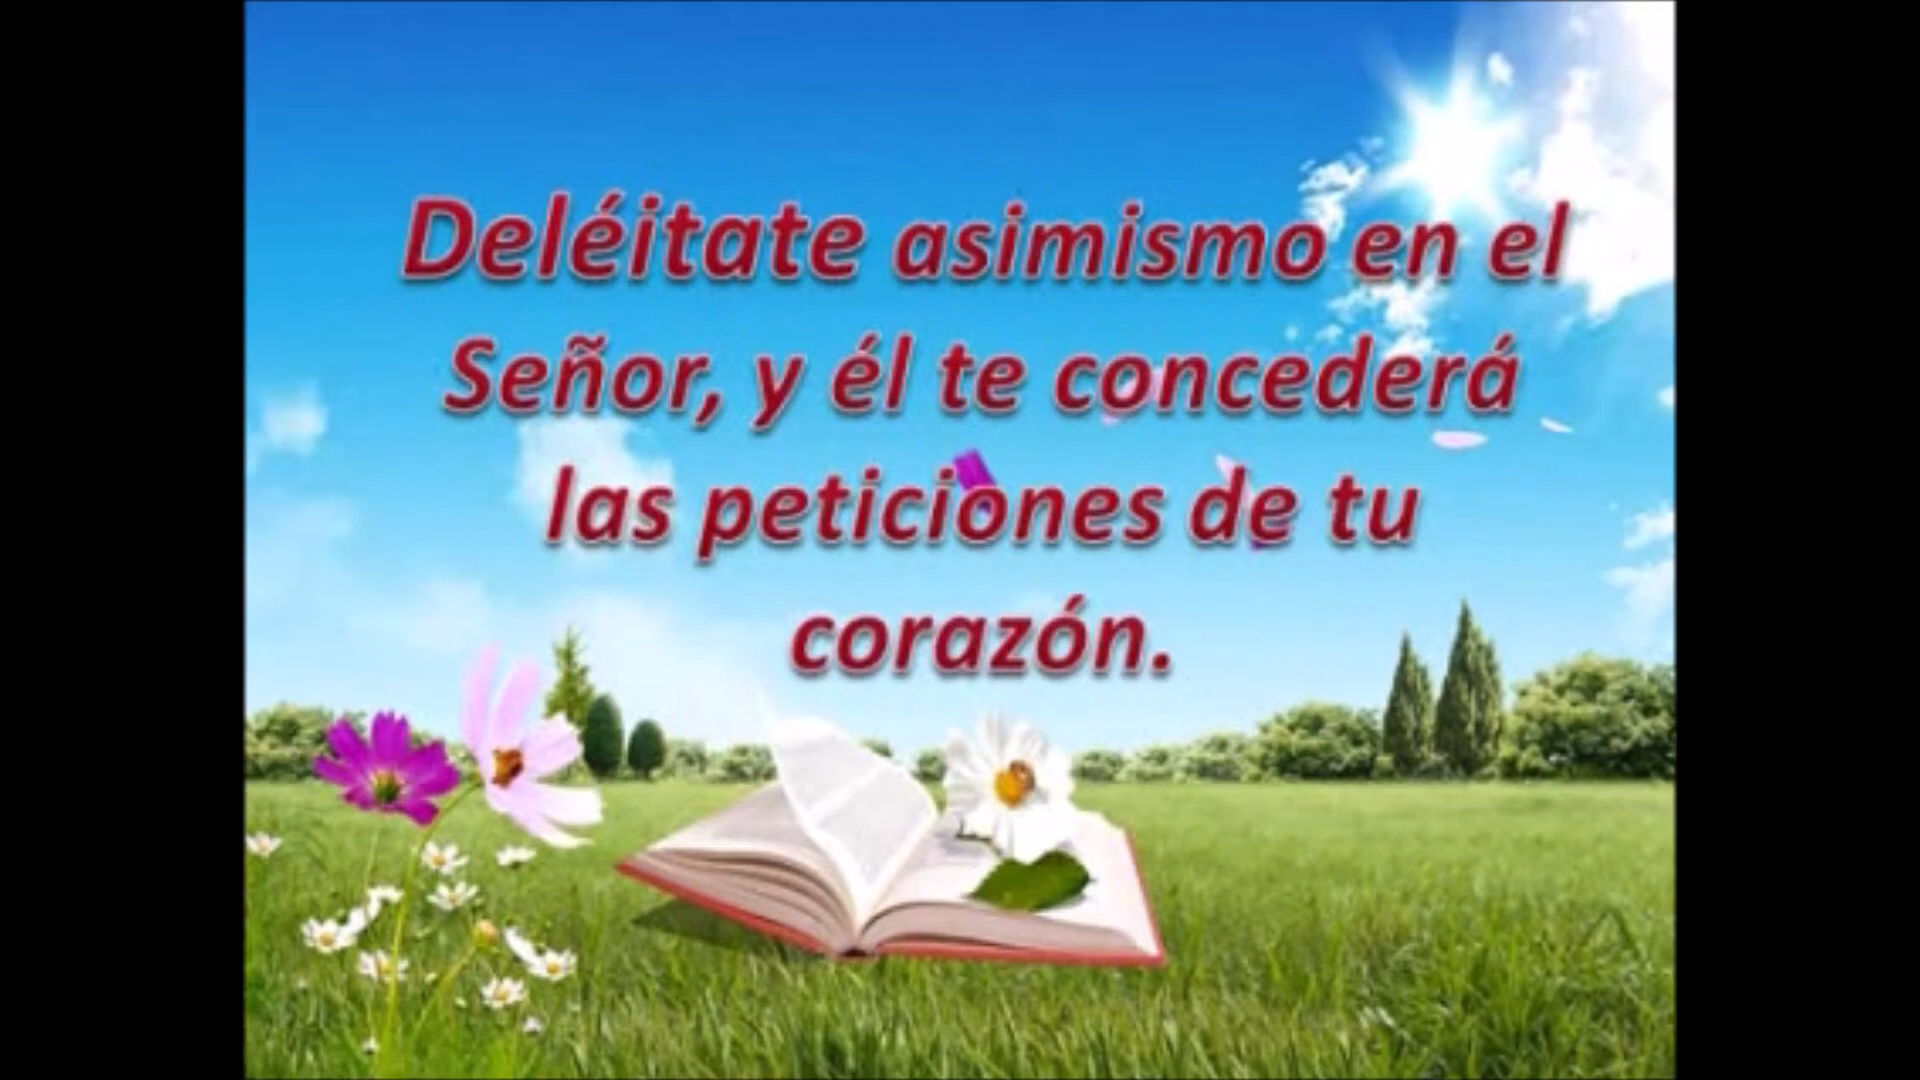 Deléitate asimismo en el
Señor, y él te concederá
las peticiones de tu
corazón.